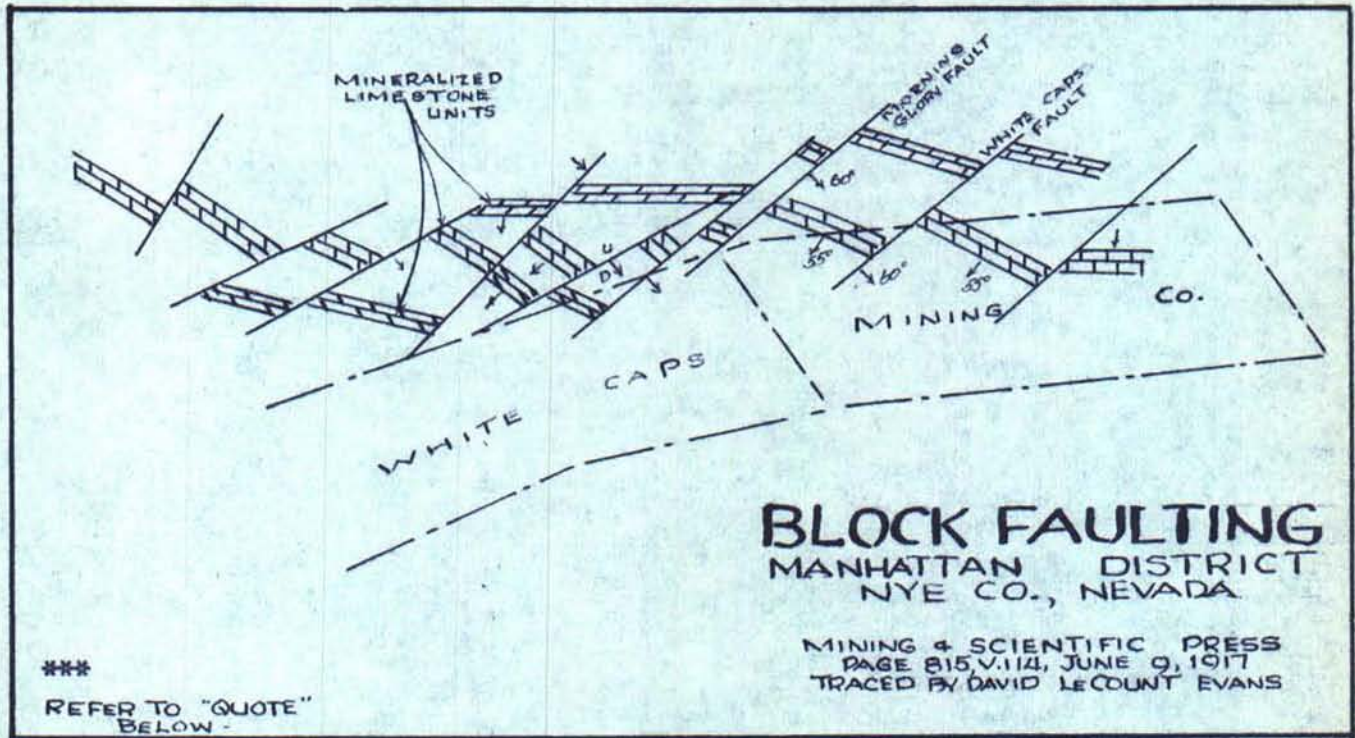 MINERALIZED
LIMESTONE
UNITS
MORNING
GLORY FAULT
WHITE CAPS
FAULT
60°
U
D
55°
60°
55°
MINING
CO.
WHITE CAPS
BLOCK FAULTING
MANHATTAN DISTRICT
NYE CO., NEVADA
MINING & SCIENTIFIC PRESS
PAGE 815, V.114, JUNE 9, 1917
TRACED BY DAVID LeCOUNT EVANS
***
REFER TO "QUOTE"
BELOW -